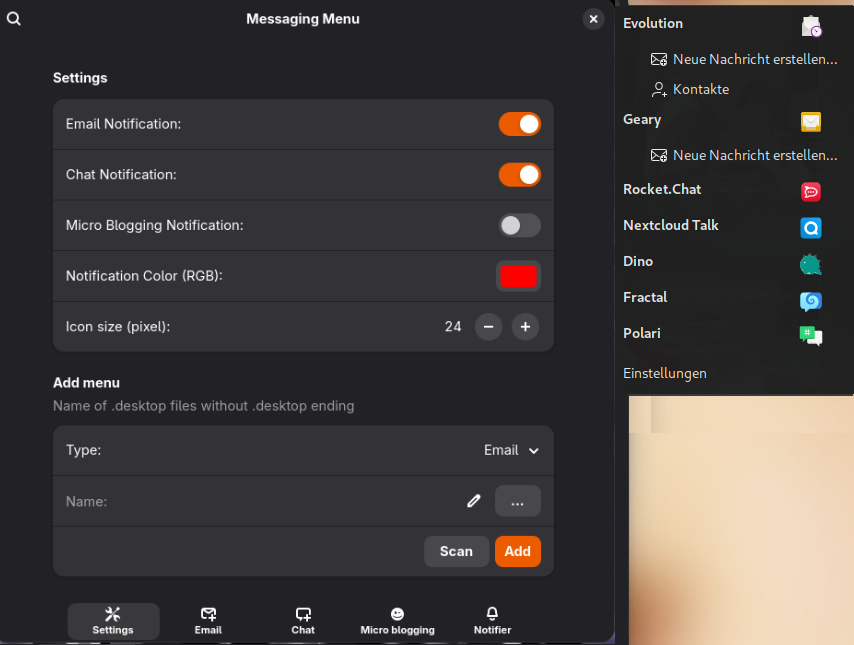 Messaging Menu
Settings
Email Notification:
Chat Notification:
Micro Blogging Notification:
Notification Color (RGB):
Icon size (pixel):
24
Add menu
Name of .desktop files without .desktop ending
Type:
Email
Name:
...
Scan
Add
Settings
Email
Chat
Micro blogging
Notifier
Evolution
Neue Nachricht erstellen...
Kontakte
Geary
Neue Nachricht erstellen...
Rocket.Chat
Nextcloud Talk
Dino
Fractal
Polari
Einstellungen